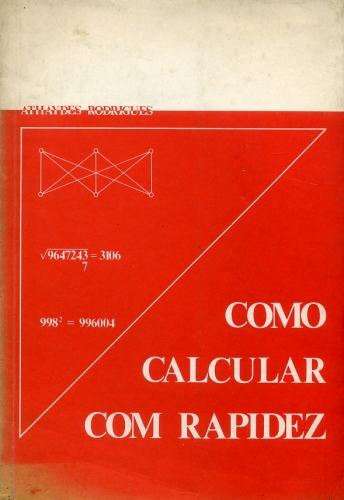 ATHAYDES RODRIGUES
√9647243 = 3106
7
998² = 996004
COMO
CALCULAR
COM RAPIDEZ